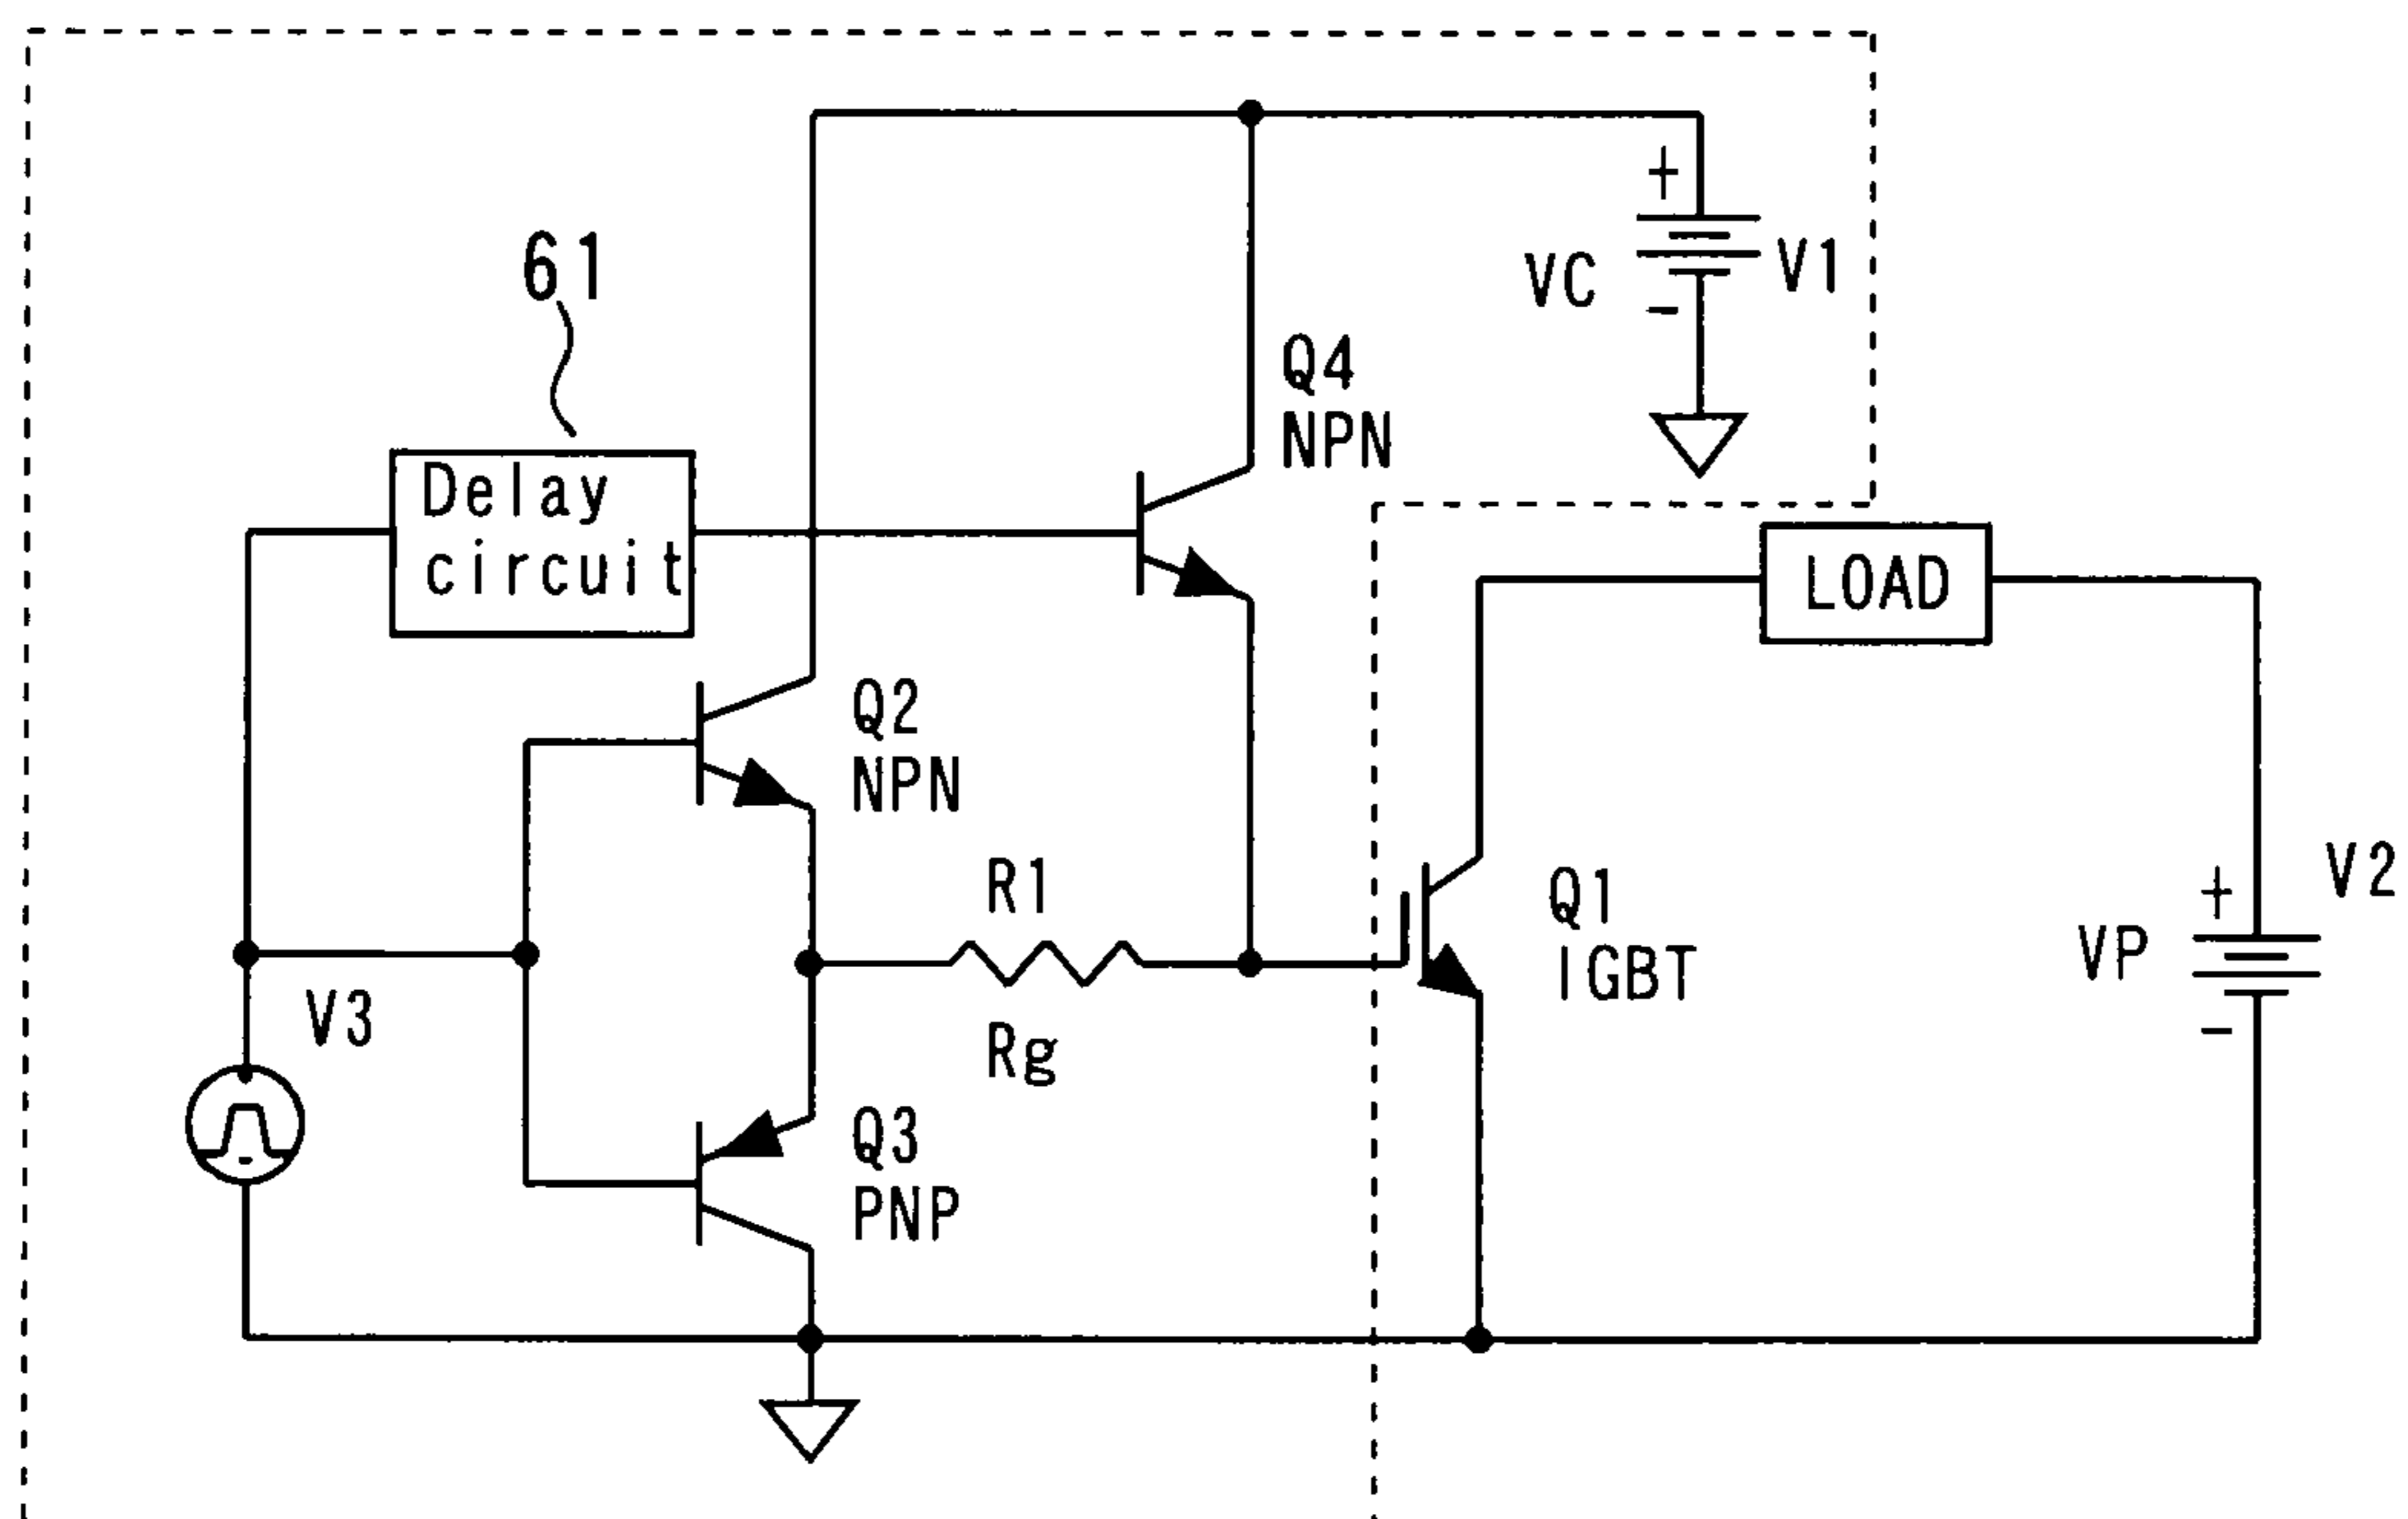 61
Delay
circuit
+
VC
V1
-
Q4
NPN
LOAD
Q2
NPN
R1
Rg
Q1
IGBT
+
V2
VP
-
V3
Q3
PNP